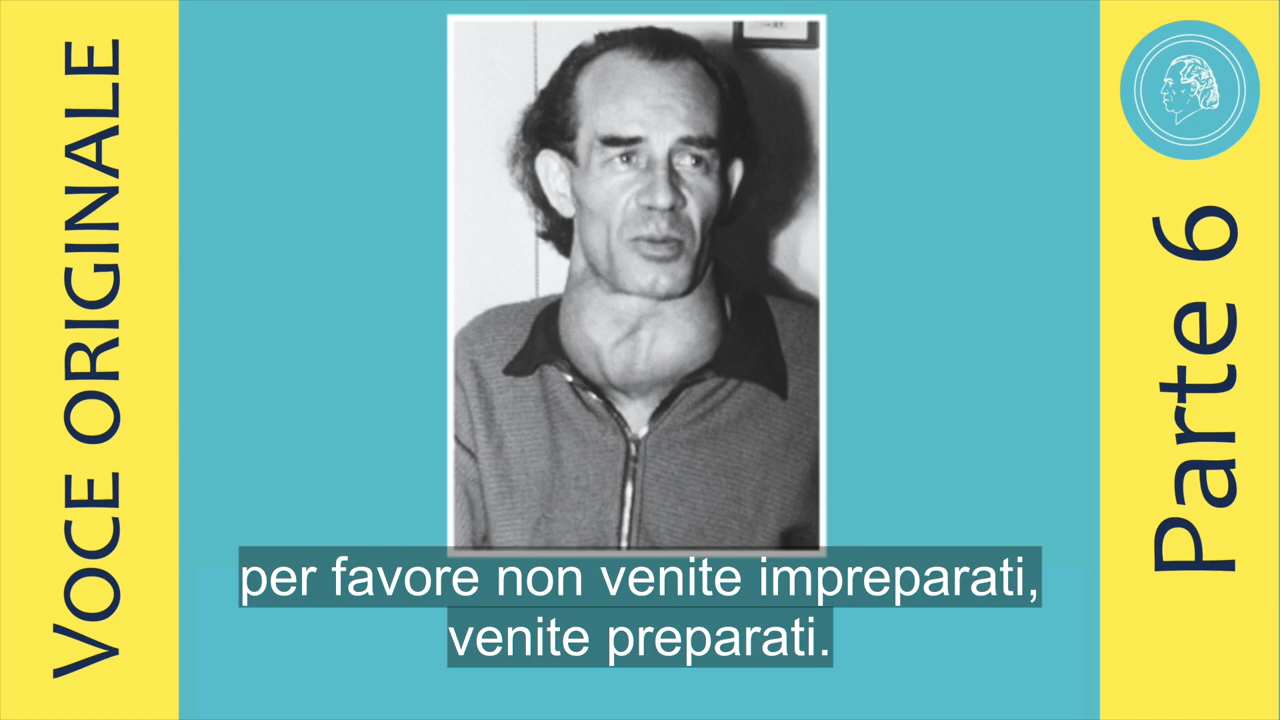 VOCE ORIGINALE
Parte 6
per favore non venite impreparati,
venite preparati.